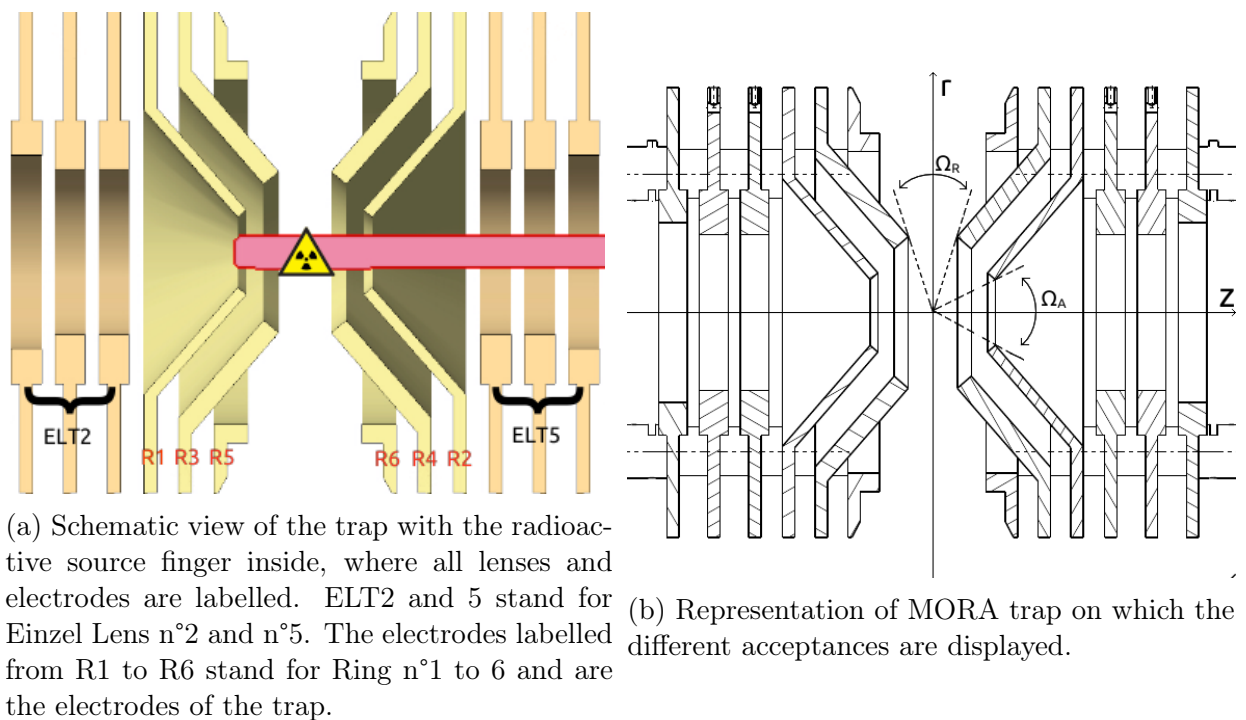 ELT2
R1 R3 R5
R6 R4 R2
ELT5
(a) Schematic view of the trap with the radioac-
tive source finger inside, where all lenses and
electrodes are labelled. ELT2 and 5 stand for
Einzel Lens n°2 and n°5. The electrodes labelled
from R1 to R6 stand for Ring n°1 to 6 and are
the electrodes of the trap.
r
Ω_R
Ω_A
Z
(b) Representation of MORA trap on which the
different acceptances are displayed.